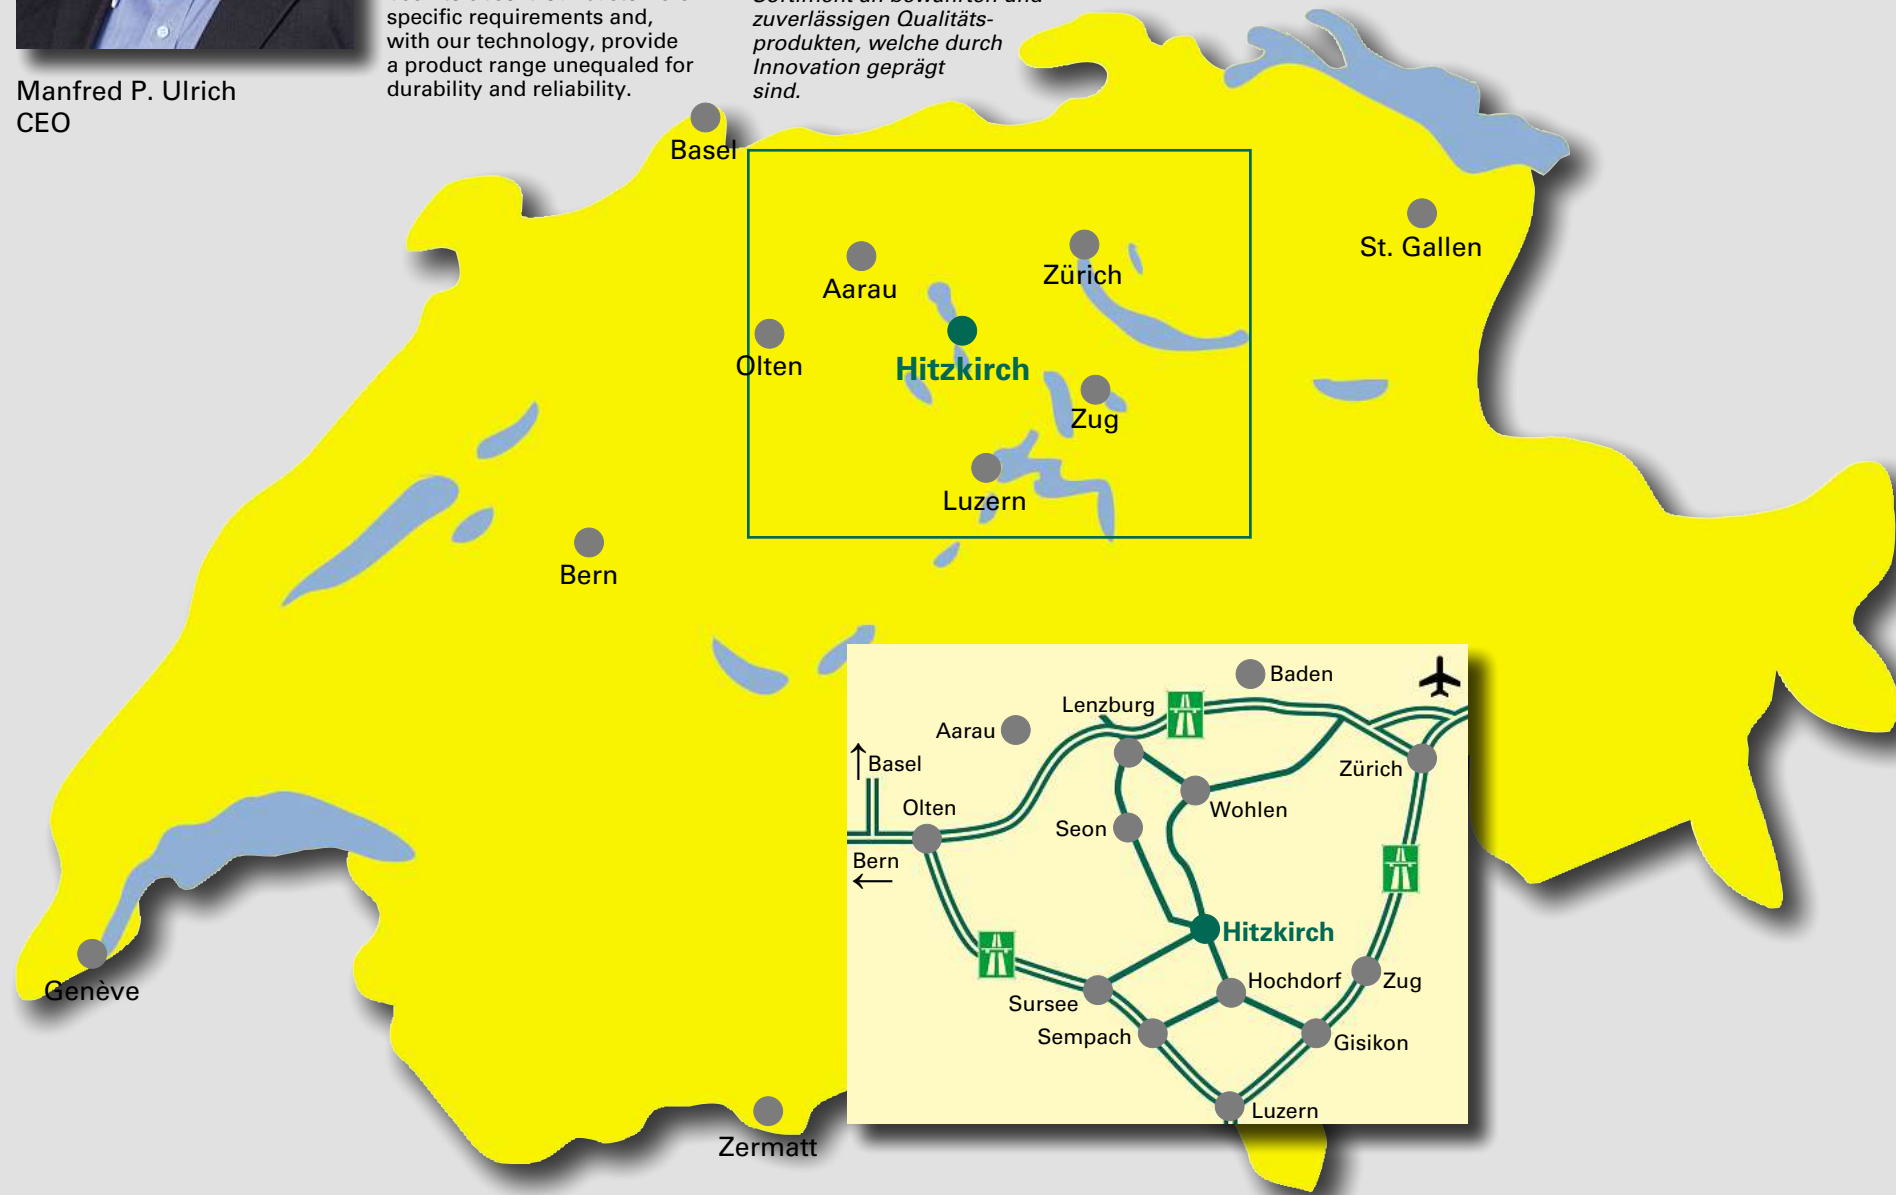 specific requirements and,
with our technology, provide
a product range unequaled for
durability and reliability.
zuverlässigen Qualitäts-
produkten, welche durch
Innovation geprägt
sind.
Manfred P. Ulrich
CEO
Basel
Aarau
Zürich
St. Gallen
Olten
Hitzkirch
Zug
Luzern
Bern
Genève
Zermatt
Baden
Lenzburg
Aarau
Basel
Zürich
Olten
Wohlen
Seon
Bern
Hitzkirch
Hochdorf
Zug
Sursee
Sempach
Gisikon
Luzern